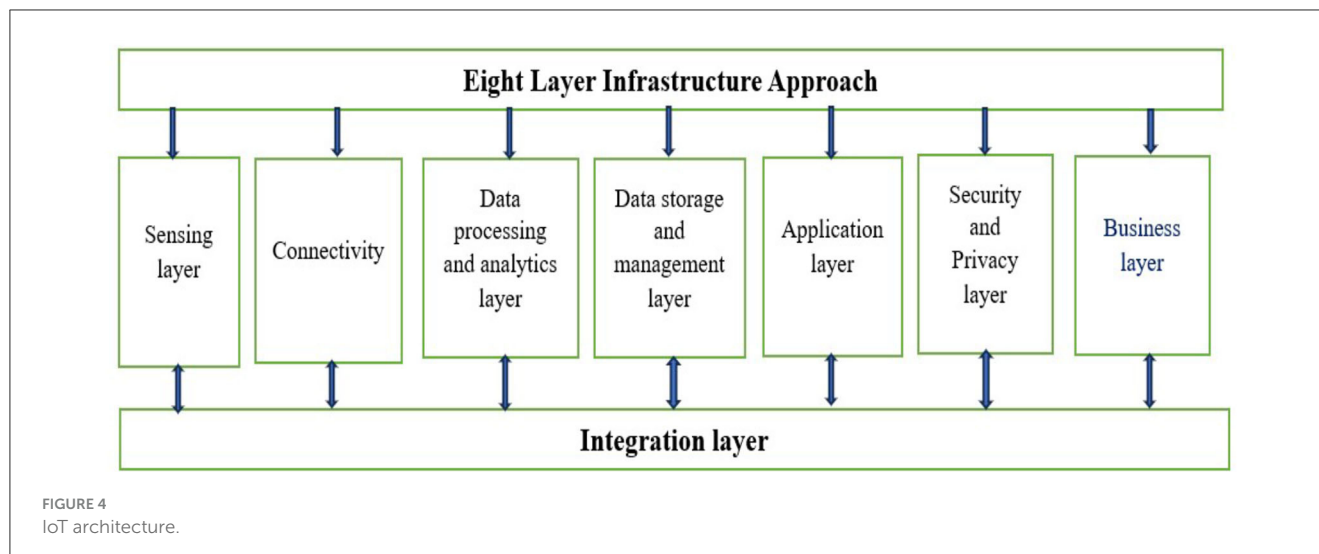 Eight Layer Infrastructure Approach
Sensing
layer
Connectivity
Data
processing
and analytics
layer
Data storage
and
management
layer
Application
layer
Security
and
Privacy
layer
Business
layer
Integration layer
FIGURE 4
IoT architecture.